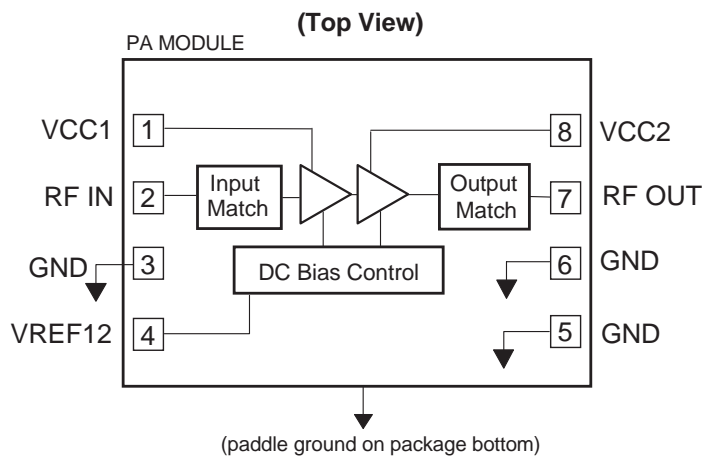 (Top View)
PA MODULE
VCC1 1
8 VCC2
RF IN 2
Input
Match
Output
Match
7 RF OUT
GND 3
DC Bias Control
6 GND
VREF12 4
5 GND
(paddle ground on package bottom)